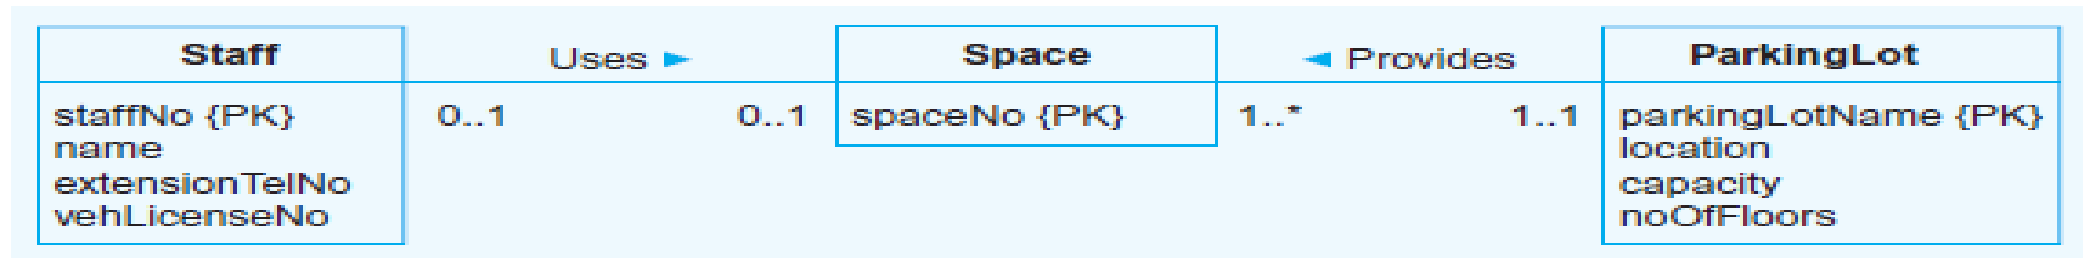 Staff
Uses ►
Space
◄ Provides
ParkingLot
staffNo {PK}
name
extensionTelNo
vehLicenseNo
0..1
0..1
spaceNo {PK}
1..*
1..1
parkingLotName {PK}
location
capacity
noOfFloors